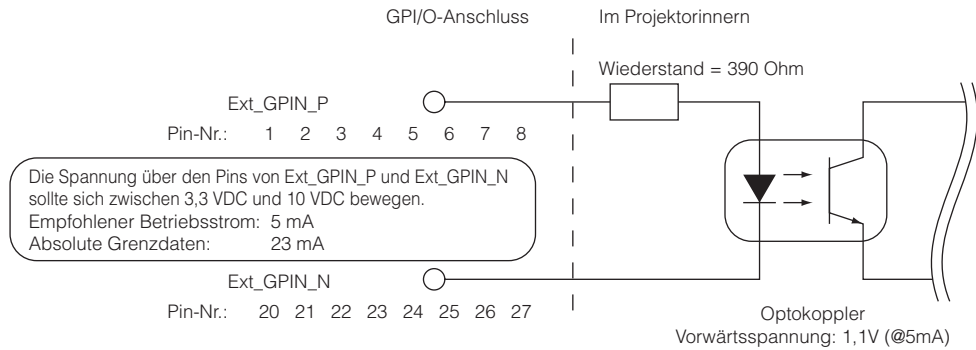 GPI/O-Anschluss
Im Projektorinnern
Wiederstand = 390 Ohm
Ext_GPIN_P
Pin-Nr.: 1 2 3 4 5 6 7 8
Die Spannung über den Pins von Ext_GPIN_P und Ext_GPIN_N
sollte sich zwischen 3,3 VDC und 10 VDC bewegen.
Empfohlener Betriebsstrom: 5 mA
Absolute Grenzdaten: 23 mA
Ext_GPIN_N
Pin-Nr.: 20 21 22 23 24 25 26 27
Optokoppler
Vorwärtsspannung: 1,1V (@5mA)